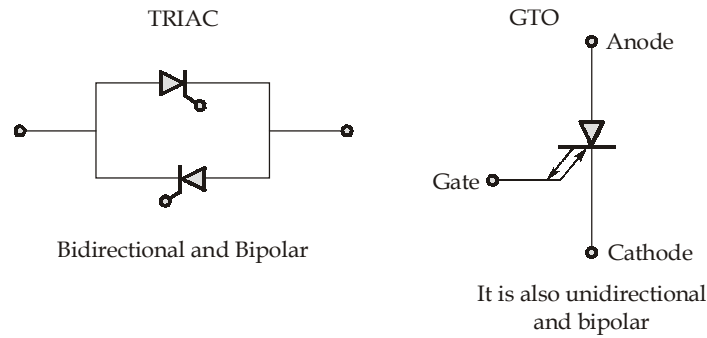 TRIAC
GTO
Anode
Gate
Cathode
Bidirectional and Bipolar
It is also unidirectional
and bipolar